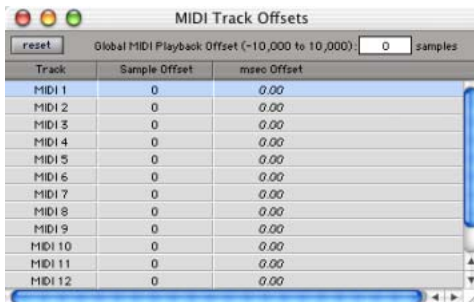 MIDI Track Offsets
reset Global MIDI Playback Offset (-10,000 to 10,000): 0 samples
Track Sample Offset msec Offset
MIDI 1 0 0.00
MIDI 2 0 0.00
MIDI 3 0 0.00
MIDI 4 0 0.00
MIDI 5 0 0.00
MIDI 6 0 0.00
MIDI 7 0 0.00
MIDI 8 0 0.00
MIDI 9 0 0.00
MIDI 10 0 0.00
MIDI 11 0 0.00
MIDI 12 0 0.00